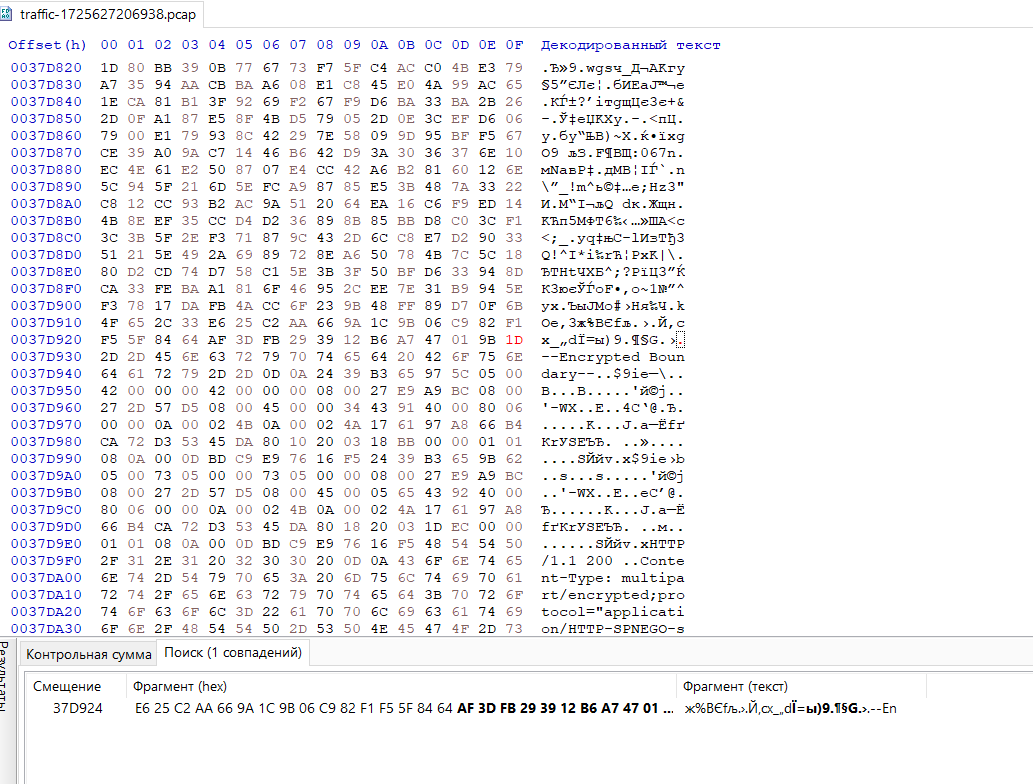 traffic-1725627206938.pcap
Offset(h) 00 01 02 03 04 05 06 07 08 09 0A 0B 0C 0D 0E 0F Декодированный текст
0037D820 1D 80 BB 39 0B 77 67 73 F7 5F C4 AC C0 4B E3 79 .Ђ»9.wgsч_Д¬АKгy
0037D830 A7 35 94 AA CB BA A6 08 E1 C8 45 E0 4A 99 AC 65 §5”ЄЛє¦.бИEаJ™¬e
0037D840 1E CA 81 B1 3F 92 69 F2 67 F9 D6 BA 33 BA 2B 26 .КЃ±?’iтgщЦє3є+&
0037D850 2D 0F A1 87 E5 8F 4B D5 79 05 2D 0E 3C EF D6 06 -.Ў‡еЏKХy.-.<пЦ.
0037D860 79 00 E1 79 93 8C 42 29 7E 58 09 9D 95 BF F5 67 y.бy“ЊB)~X.ќ•їхg
0037D870 CE 39 A0 9A C7 14 46 B6 42 D9 3A 30 36 37 6E 10 О9 љЗ.F¶BЩ:067n.
0037D880 EC 4E 61 E2 50 87 07 E4 CC 42 A6 B2 81 60 12 6E мNaвP‡.дМB¦ІЃ`.n
0037D890 5C 94 5F 21 6D 5E FC A9 87 85 E5 3B 48 7A 33 22 \”_!m^ь©‡…е;Hz3"
0037D8A0 C8 12 CC 93 B2 AC 9A 51 20 64 EA 16 C6 F9 ED 14 И.М“І¬љQ dк.Жщн.
0037D8B0 4B 8E EF 35 CC D4 D2 36 89 8B 85 BB D8 C0 3C F1 KЋп5МФТ6‰‹…»ША<с
0037D8C0 3C 3B 5F 2E F3 71 87 9C 43 2D 6C C8 E7 D2 90 33 <;_.уq‡њC-lИзТђ3
0037D8D0 51 21 5E 49 2A 69 89 72 8E A6 50 78 4B 7C 5C 18 Q!^I*i‰rЋ¦PxK|\.
0037D8E0 80 D2 CD 74 D7 58 C1 5E 3B 3F 50 BF D6 33 94 8D ЂТНtЧXБ^;?PїЦ3”Ќ
0037D8F0 CA 33 FE BA A1 81 6F 46 95 2C EE 7E 31 B9 94 5E К3юєЎЃoF•,о~1№”^
0037D900 F3 78 17 DA FB 4A CC 6F 23 9B 48 FF 89 D7 0F 6B уx.ЪыJМo#›Hя‰Ч.k
0037D910 4F 65 2C 33 E6 25 C2 AA 66 9A 1C 9B 06 C9 82 F1 Oe,3ж%ВЄfљ.›.Й‚с
0037D920 F5 5F 84 64 AF 3D FB 29 39 12 B6 A7 47 01 9B 1D х_„dЇ=ы)9.¶§G.›.
0037D930 2D 2D 45 6E 63 72 79 70 74 65 64 20 42 6F 75 6E --Encrypted Boun
0037D940 64 61 72 79 2D 2D 0D 0A 24 39 B3 65 97 5C 05 00 dary--..$9іe—\..
0037D950 42 00 00 00 42 00 00 00 08 00 27 E9 A9 BC 08 00 B...B.....'й©ј..
0037D960 27 2D 57 D5 08 00 45 00 00 34 43 91 40 00 80 06 '-WХ..E..4C‘@.Ђ.
0037D970 00 00 0A 00 02 4B 0A 00 02 4A 17 61 97 A8 66 B4 .....K...J.a—Ёfґ
0037D980 CA 72 D3 53 45 DA 80 10 20 03 18 BB 00 00 01 01 КrУSEЪЂ. ..»....
0037D990 08 0A 00 0D BD C9 E9 76 16 F5 24 39 B3 65 9B 62 ....ЅЙйv.х$9іe›b
0037D9A0 05 00 73 05 00 00 73 05 00 00 08 00 27 E9 A9 BC ..s...s.....'й©ј
0037D9B0 08 00 27 2D 57 D5 08 00 45 00 05 65 43 92 40 00 ..'-WХ..E..eC’@.
0037D9C0 80 06 00 00 0A 00 02 4B 0A 00 02 4A 17 61 97 A8 Ђ......K...J.a—Ё
0037D9D0 66 B4 CA 72 D3 53 45 DA 80 18 20 03 1D EC 00 00 fґКrУSEЪЂ. ..м..
0037D9E0 01 01 08 0A 00 0D BD C9 E9 76 16 F5 48 54 54 50 ......ЅЙйv.хHTTP
0037D9F0 2F 31 2E 31 20 32 30 30 20 0D 0A 43 6F 6E 74 65 /1.1 200 ..Conte
0037DA00 6E 74 2D 54 79 70 65 3A 20 6D 75 6C 74 69 70 61 nt-Type: multipa
0037DA10 72 74 2F 65 6E 63 72 79 70 74 65 64 3B 70 72 6F rt/encrypted;pro
0037DA20 74 6F 63 6F 6C 3D 22 61 70 70 6C 69 63 61 74 69 tocol="applicati
0037DA30 6F 6E 2F 48 54 54 50 2D 53 50 4E 45 47 4F 2D 73 on/HTTP-SPNEGO-s
Результаты
Контрольная сумма Поиск (1 совпадений)
Смещение Фрагмент (hex) Фрагмент (текст)
37D924 E6 25 C2 AA 66 9A 1C 9B 06 C9 82 F1 F5 5F 84 64 AF 3D FB 29 39 12 B6 A7 47 01 ... ж%ВЄfљ.›.Й‚сх_„dЇ=ы)9.¶§G.›.--En